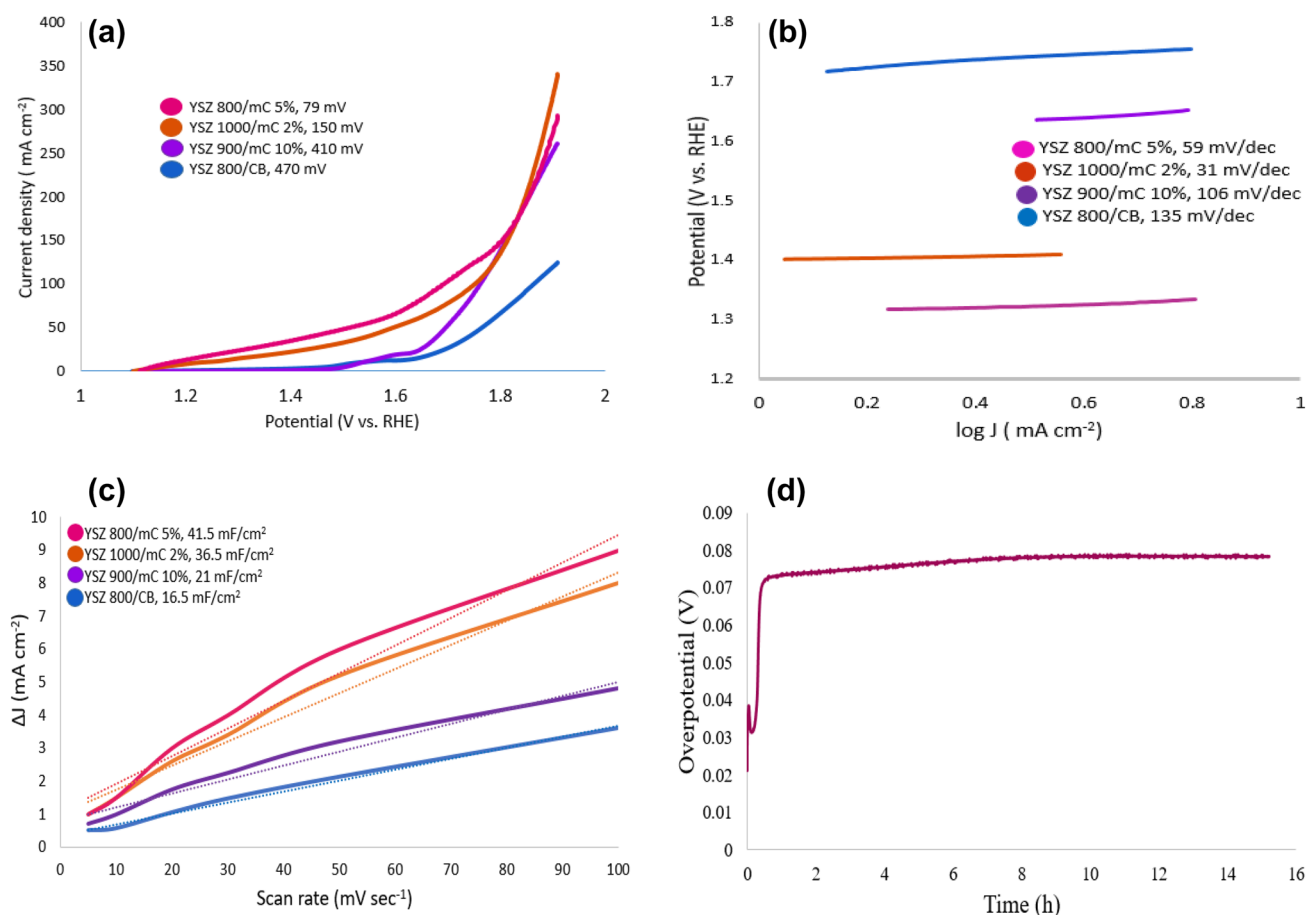 (a)
400
350
300
250
200
150
100
50
0
Current density ( mA cm-2)
YSZ 800/mC 5%, 79 mV
YSZ 1000/mC 2%, 150 mV
YSZ 900/mC 10%, 410 mV
YSZ 800/CB, 470 mV
1 1.2 1.4 1.6 1.8 2
Potential (V vs. RHE)
(b)
1.8
1.7
1.6
1.5
1.4
1.3
1.2
Potential (V vs. RHE)
YSZ 800/mC 5%, 59 mV/dec
YSZ 1000/mC 2%, 31 mV/dec
YSZ 900/mC 10%, 106 mV/dec
YSZ 800/CB, 135 mV/dec
0 0.2 0.4 0.6 0.8 1
log J ( mA cm-2)
(c)
10
9
8
7
6
5
4
3
2
1
0
ΔJ (mA cm-2)
YSZ 800/mC 5%, 41.5 mF/cm2
YSZ 1000/mC 2%, 36.5 mF/cm2
YSZ 900/mC 10%, 21 mF/cm2
YSZ 800/CB, 16.5 mF/cm2
0 10 20 30 40 50 60 70 80 90 100
Scan rate (mV sec-1)
(d)
0.09
0.08
0.07
0.06
0.05
0.04
0.03
0.02
0.01
0
Overpotential (V)
0 2 4 6 8 10 12 14 16
Time (h)